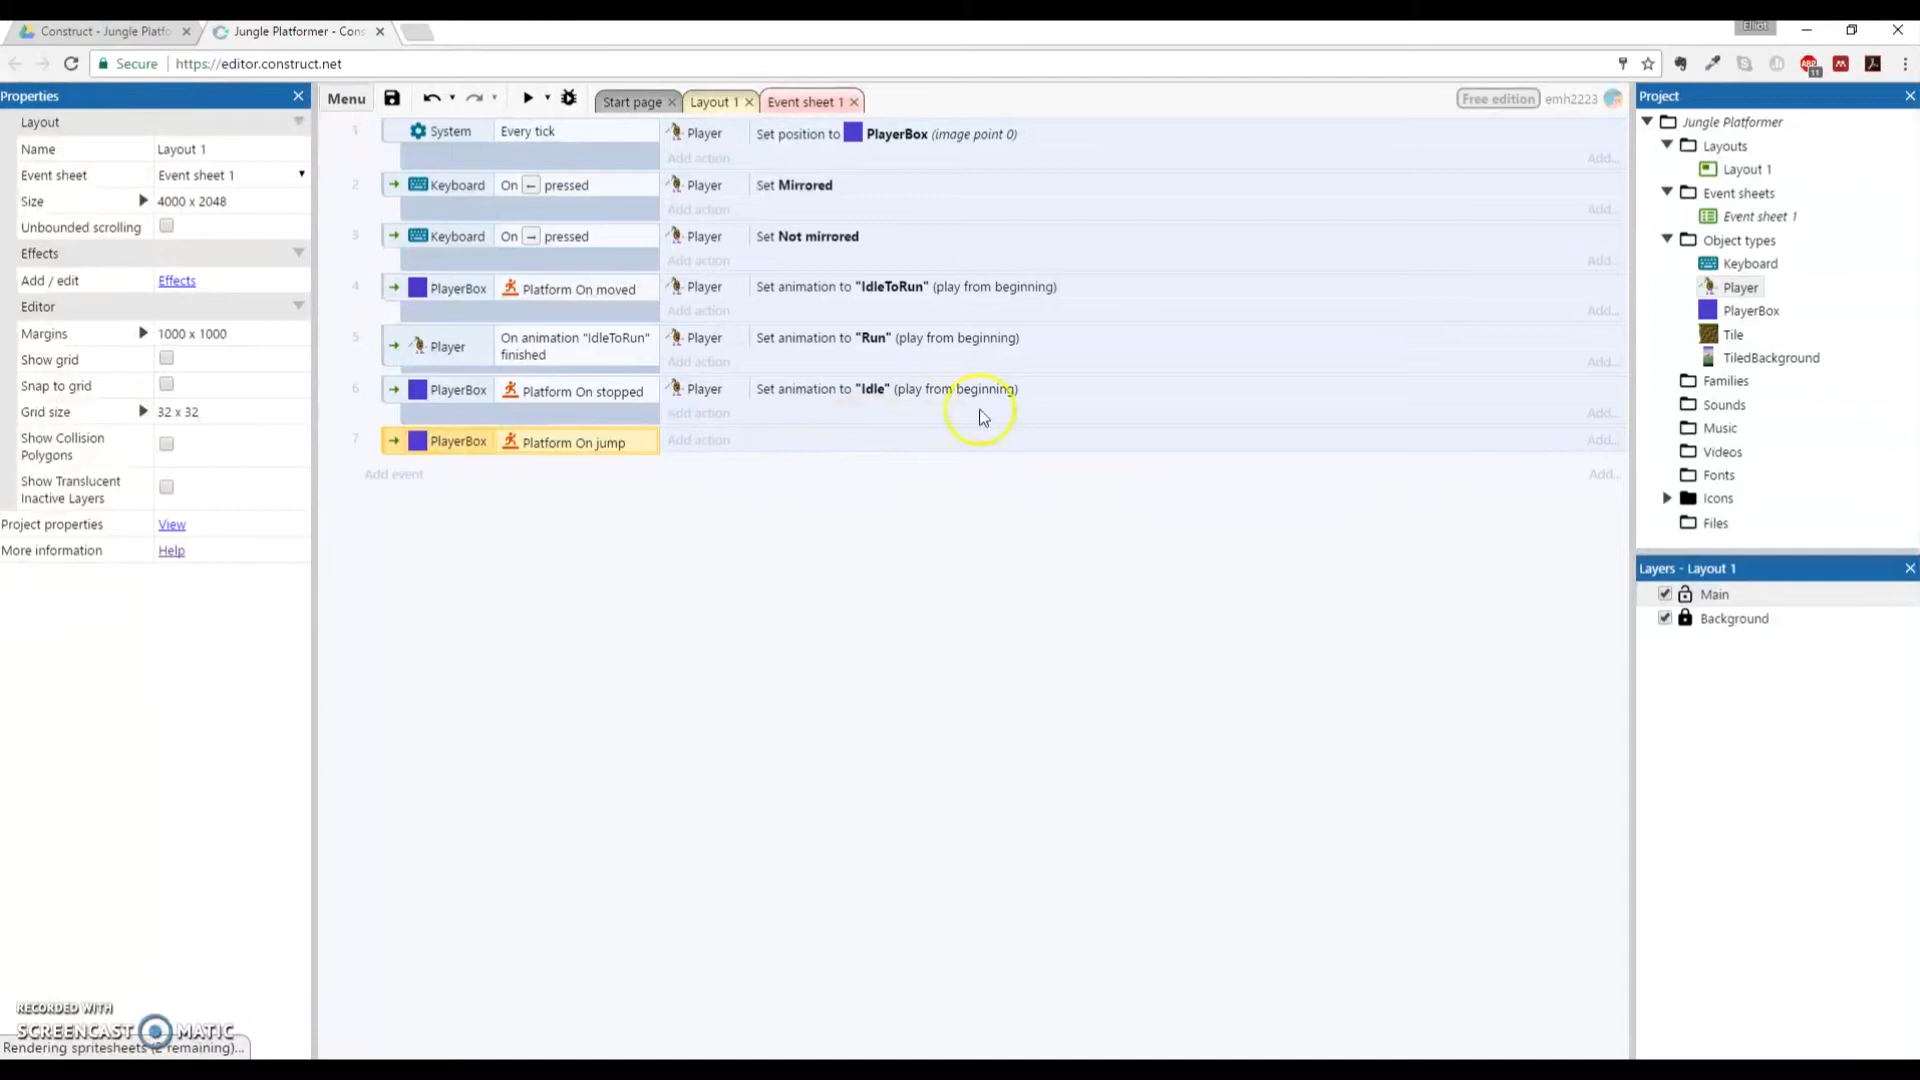 Construct - Jungle Platfo
Jungle Platformer - Cons
Elliot
Secure
https://editor.construct.net
11
Properties
Menu
Start page
Layout 1
Event sheet 1
Free edition
emh2223
Project
Layout
Name
Layout 1
Event sheet
Event sheet 1
Size
4000 x 2048
Unbounded scrolling
Effects
Add / edit
Effects
Editor
Margins
1000 x 1000
Show grid
Snap to grid
Grid size
32 x 32
Show Collision
Polygons
Show Translucent
Inactive Layers
Project properties
View
More information
Help
1
System
Every tick
Player
Set position to PlayerBox (image point 0)
Add action
Add...
2
Keyboard
On ← pressed
Player
Set Mirrored
Add action
Add...
3
Keyboard
On → pressed
Player
Set Not mirrored
Add action
Add...
4
PlayerBox
Platform On moved
Player
Set animation to "IdleToRun" (play from beginning)
Add action
Add...
5
Player
On animation "IdleToRun"
finished
Player
Set animation to "Run" (play from beginning)
Add action
Add...
6
PlayerBox
Platform On stopped
Player
Set animation to "Idle" (play from beginning)
Add action
Add...
7
PlayerBox
Platform On jump
Add action
Add...
Add event
Add...
Jungle Platformer
Layouts
Layout 1
Event sheets
Event sheet 1
Object types
Keyboard
Player
PlayerBox
Tile
TiledBackground
Families
Sounds
Music
Videos
Fonts
Icons
Files
Layers - Layout 1
Main
Background
RECORDED WITH
SCREENCAST MATIC
Rendering spritesheets (2 remaining)...